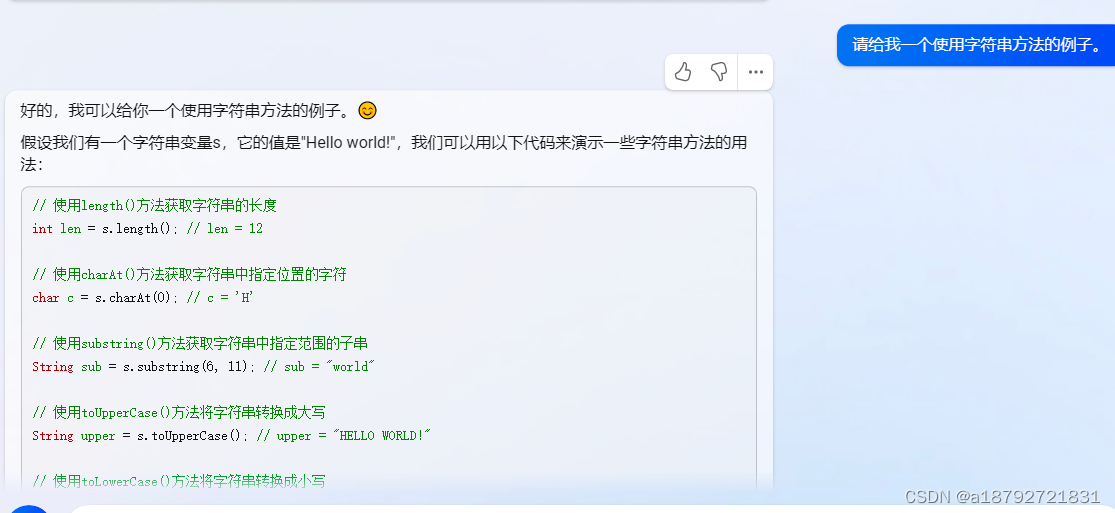 请给我一个使用字符串方法的例子。
好的，我可以给你一个使用字符串方法的例子。😊
假设我们有一个字符串变量s，它的值是"Hello world!"，我们可以用以下代码来演示一些字符串方法的用
法：
// 使用length()方法获取字符串的长度
int len = s.length(); // len = 12
// 使用charAt()方法获取字符串中指定位置的字符
char c = s.charAt(0); // c = 'H'
// 使用substring()方法获取字符串中指定范围的子串
String sub = s.substring(6, 11); // sub = "world"
// 使用toUpperCase()方法将字符串转换成大写
String upper = s.toUpperCase(); // upper = "HELLO WORLD!"
// 使用toLowerCase()方法将字符串转换成小写
CSDN @a18792721831